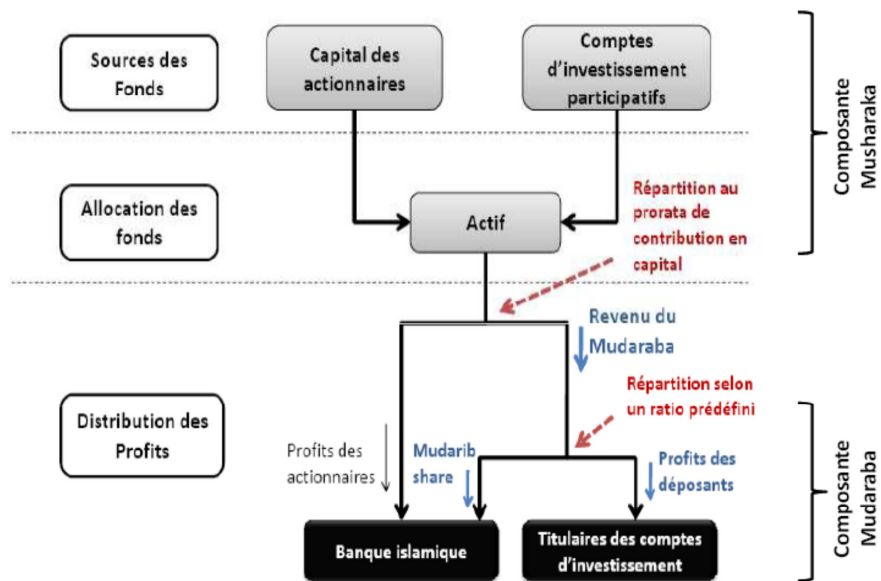 Sources des
Fonds
Capital des
actionnaires
Comptes
d'investissement
participatifs
Composante
Musharaka
Allocation des
fonds
Actif
Répartition au
prorata de
contribution en
capital
Revenu du
Mudaraba
Répartition selon
un ratio prédéfini
Distribution des
Profits
Profits des
actionnaires
Mudarib
share
Profits des
déposants
Composante
Mudaraba
Banque islamique
Titulaires des comptes
d'investissement